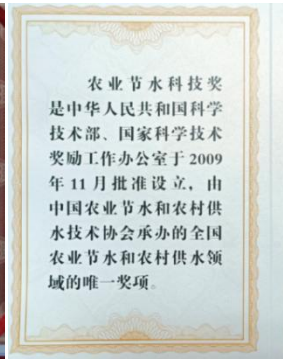 农业节水科技奖
是中华人民共和国科学
技术部、国家科学技术
奖励工作办公室于2009
年11月批准设立，由
中国农业节水和农村供
水技术协会承办的全国
农业节水和农村供水领
域的唯一奖项。